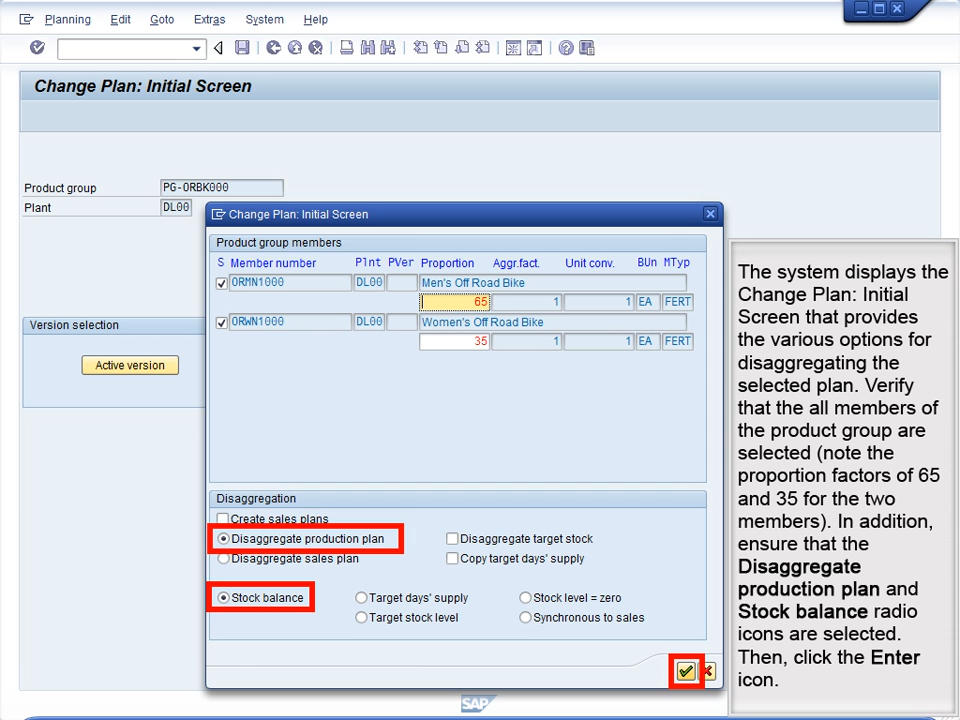 Planning Edit Goto Extras System Help
Change Plan: Initial Screen
Product group PG-ORBK000
Plant DL00
Version selection
Active version
Change Plan: Initial Screen
Product group members
S Member number Plnt PVer Proportion Aggr.fact. Unit conv. BUn MTyp
ORMN1000 DL00 Men's Off Road Bike
65 1 1 EA FERT
ORWN1000 DL00 Women's Off Road Bike
35 1 1 EA FERT
Disaggregation
Create sales plans
Disaggregate production plan Disaggregate target stock
Disaggregate sales plan Copy target days' supply
Stock balance Target days' supply Stock level = zero
Target stock level Synchronous to sales
The system displays the
Change Plan: Initial
Screen that provides
the various options for
disaggregating the
selected plan. Verify
that the all members of
the product group are
selected (note the
proportion factors of 65
and 35 for the two
members). In addition,
ensure that the
Disaggregate
production plan and
Stock balance radio
icons are selected.
Then, click the Enter
icon.
SAP